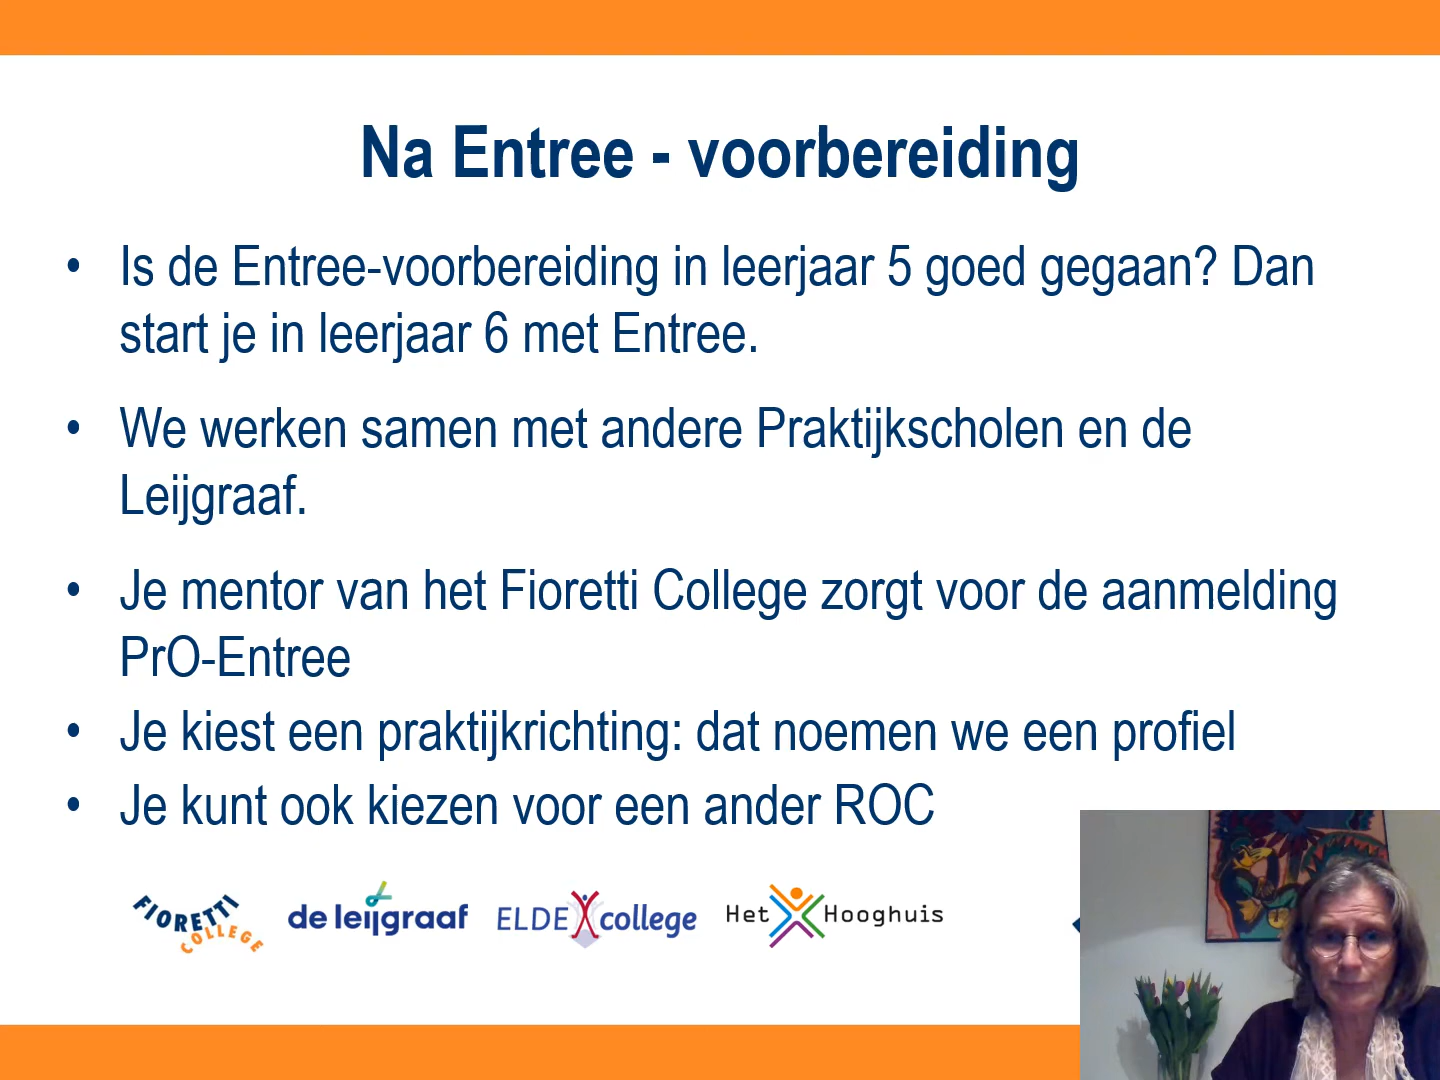 Na Entree - voorbereiding
• Is de Entree-voorbereiding in leerjaar 5 goed gegaan? Dan
start je in leerjaar 6 met Entree.
• We werken samen met andere Praktijkscholen en de
Leijgraaf.
• Je mentor van het Fioretti College zorgt voor de aanmelding
PrO-Entree
• Je kiest een praktijkrichting: dat noemen we een profiel
• Je kunt ook kiezen voor een ander ROC
FIORETTI
COLLEGE
de leijgraaf
ELDE college
Het Hooghuis